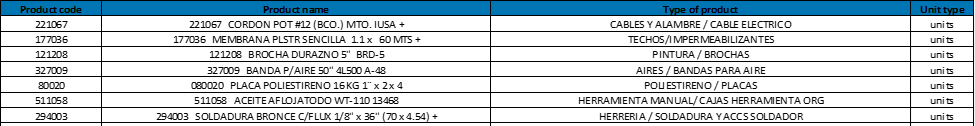 Product code Product name Type of product Unit type
221067 221067 CORDON POT #12 (BCO.) MTO. IUSA + CABLES Y ALAMBRE / CABLE ELECTRICO units
177036 177036 MEMBRANA PLSTR SENCILLA 1.1 x 60 MTS + TECHOS/IMPERMEABILIZANTES units
121208 121208 BROCHA DURAZNO 5" BRD-5 PINTURA / BROCHAS units
327009 327009 BANDA P/AIRE 50" 4L500 A-48 AIRES / BANDAS PARA AIRE units
80020 080020 PLACA POLIESTIRENO 16 KG 1¨ x 2 x 4 POLIESTIRENO / PLACAS units
511058 511058 ACEITE AFLOJATODO WT-110 13468 HERRAMIENTA MANUAL/ CAJAS HERRAMIENTA ORG units
294003 294003 SOLDADURA BRONCE C/FLUX 1/8" x 36" (70 x 4.54) + HERRERIA / SOLDADURA Y ACCS SOLDADOR units